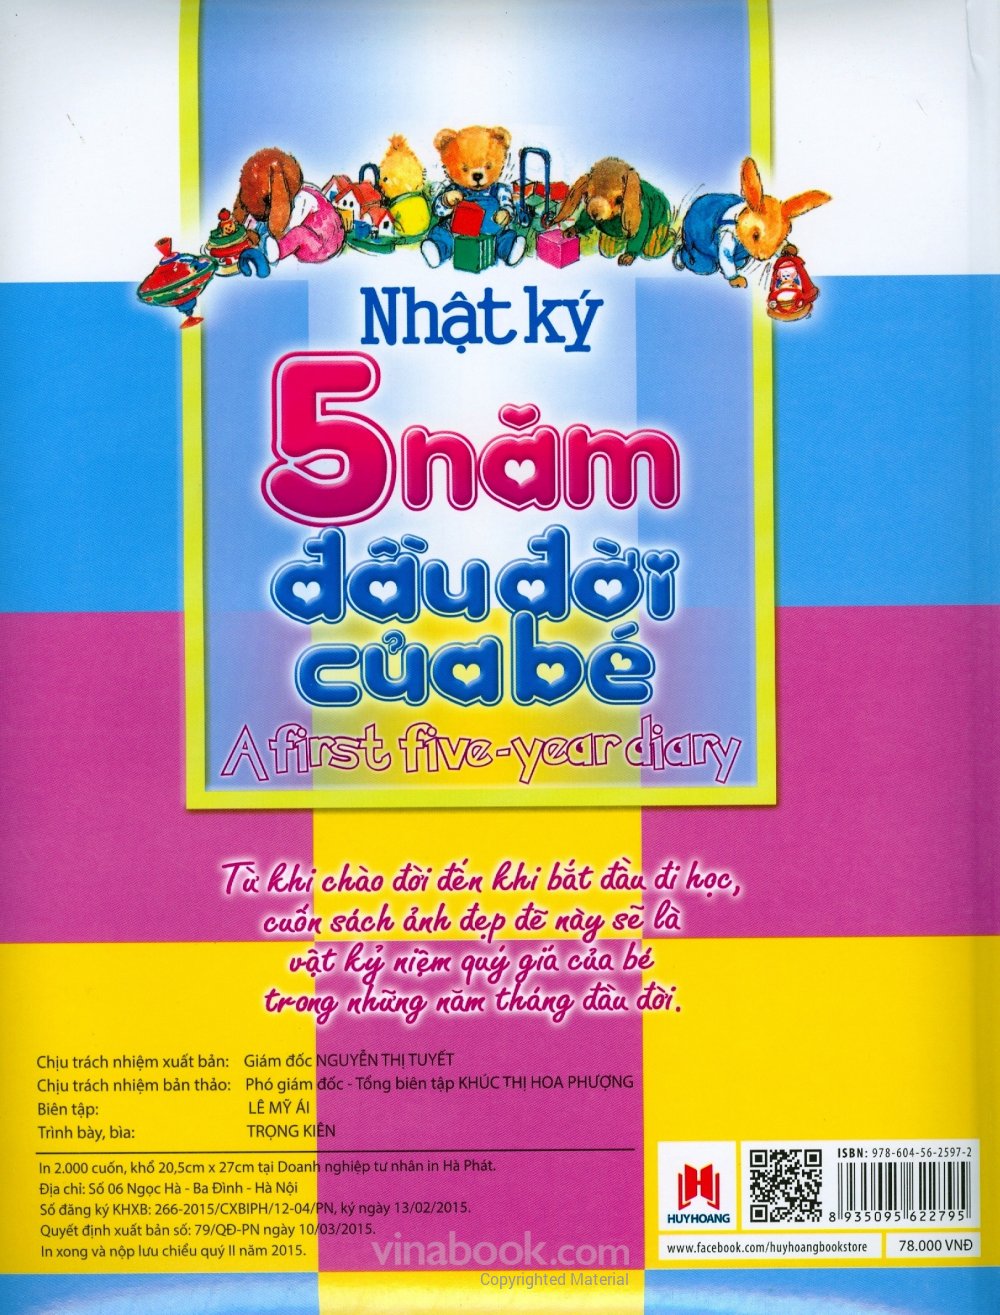 Nhật ký
5 năm
đầu đời
của bé
A first five-year diary
Từ khi chào đời đến khi bắt đầu đi học,
cuốn sách ảnh đẹp đẽ này sẽ là
vật kỷ niệm quý giá của bé
trong những năm tháng đầu đời.
Chịu trách nhiệm xuất bản: Giám đốc NGUYỄN THỊ TUYẾT
Chịu trách nhiệm bản thảo: Phó giám đốc - Tổng biên tập KHÚC THỊ HOA PHƯỢNG
Biên tập: LÊ MỸ ÁI
Trình bày, bìa: TRỌNG KIÊN
In 2.000 cuốn, khổ 20,5cm x 27cm tại Doanh nghiệp tư nhân in Hà Phát.
Địa chỉ: Số 06 Ngọc Hà - Ba Đình - Hà Nội
Số đăng ký KHXB: 266-2015/CXBIPH/12-04/PN, ký ngày 13/02/2015.
Quyết định xuất bản số: 79/QĐ-PN ngày 10/03/2015.
In xong và nộp lưu chiểu quý II năm 2015.
HUYHOANG
ISBN: 978-604-56-2597-2
8 935095 622795
www.facebook.com/huyhoangbookstore
78.000 VNĐ
vinabook.com
Copyrighted Material